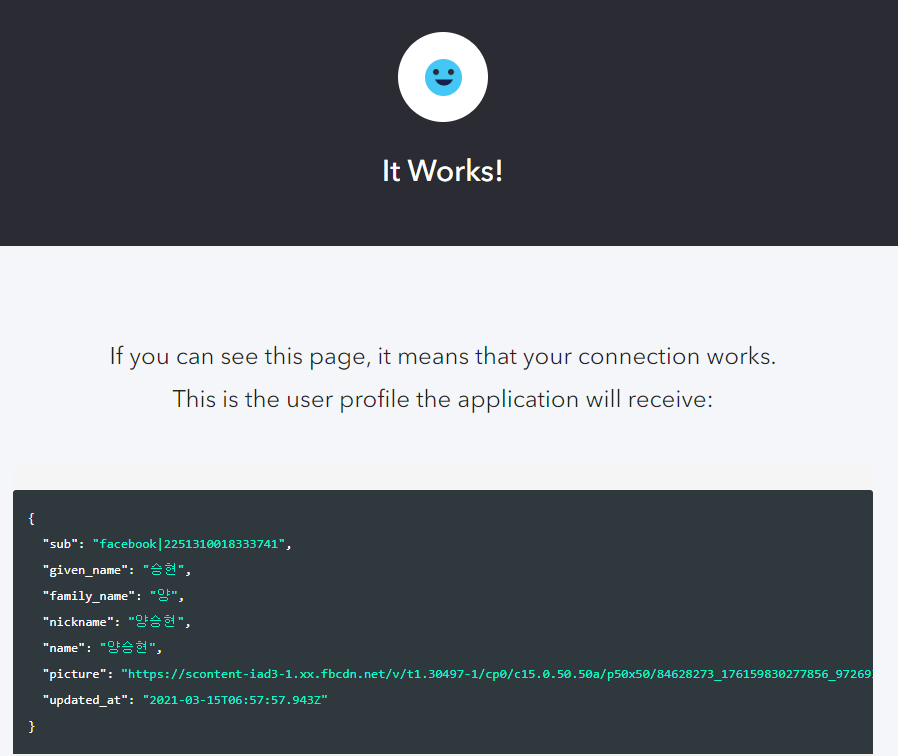 It Works!
If you can see this page, it means that your connection works.
This is the user profile the application will receive:
{
"sub": "facebook|2251310018333741",
"given_name": "승현",
"family_name": "양",
"nickname": "양승현",
"name": "양승현",
"picture": "https://scontent-iad3-1.xx.fbcdn.net/v/t1.30497-1/cp0/c15.0.50.50a/p50x50/84628273_176159830277856_97269
"updated_at": "2021-03-15T06:57:57.943Z"
}